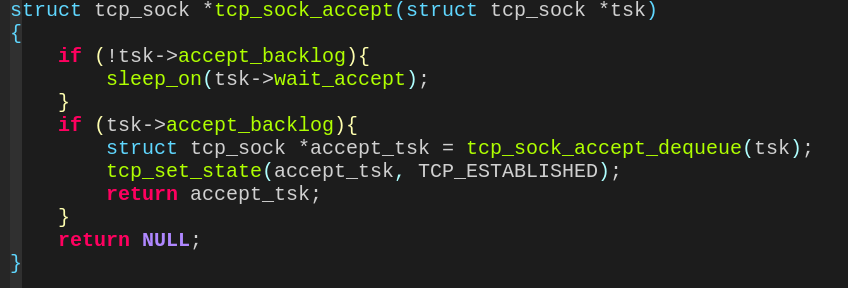 struct tcp_sock *tcp_sock_accept(struct tcp_sock *tsk)
{
    if (!tsk->accept_backlog){
        sleep_on(tsk->wait_accept);
    }
    if (tsk->accept_backlog){
        struct tcp_sock *accept_tsk = tcp_sock_accept_dequeue(tsk);
        tcp_set_state(accept_tsk, TCP_ESTABLISHED);
        return accept_tsk;
    }
    return NULL;
}